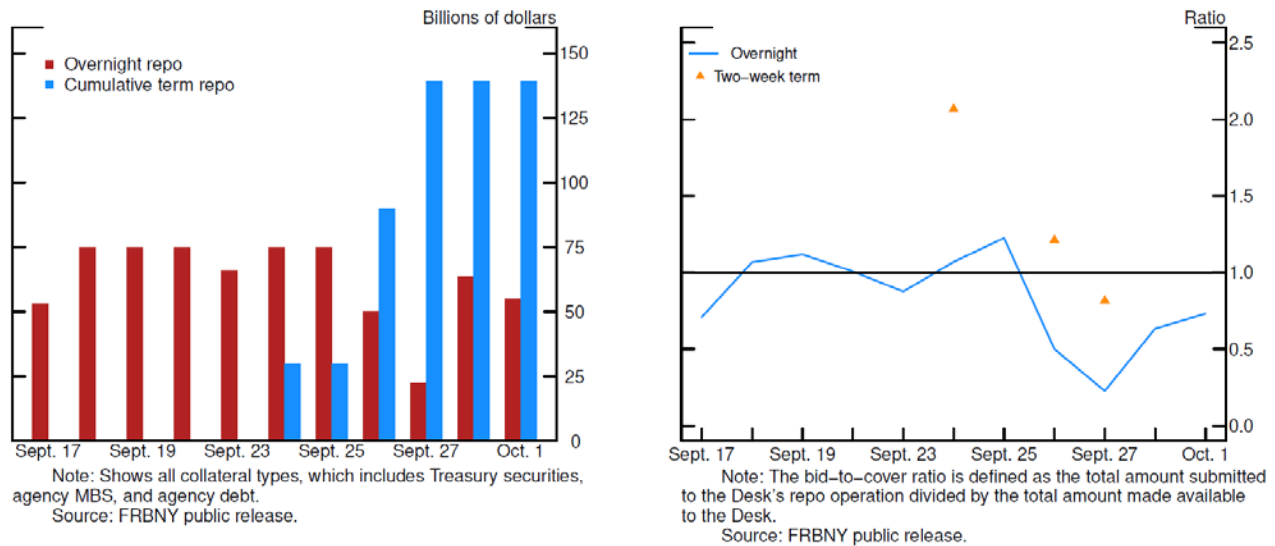 Billions of dollars
Overnight repo
Cumulative term repo
150
125
100
75
50
25
0
Sept. 17 Sept. 19 Sept. 23 Sept. 25 Sept. 27 Oct. 1
Note: Shows all collateral types, which includes Treasury securities,
agency MBS, and agency debt.
Source: FRBNY public release.
Ratio
Overnight
Two-week term
2.5
2.0
1.5
1.0
0.5
0.0
Sept. 17 Sept. 19 Sept. 23 Sept. 25 Sept. 27 Oct. 1
Note: The bid-to-cover ratio is defined as the total amount submitted
to the Desk's repo operation divided by the total amount made available
to the Desk.
Source: FRBNY public release.